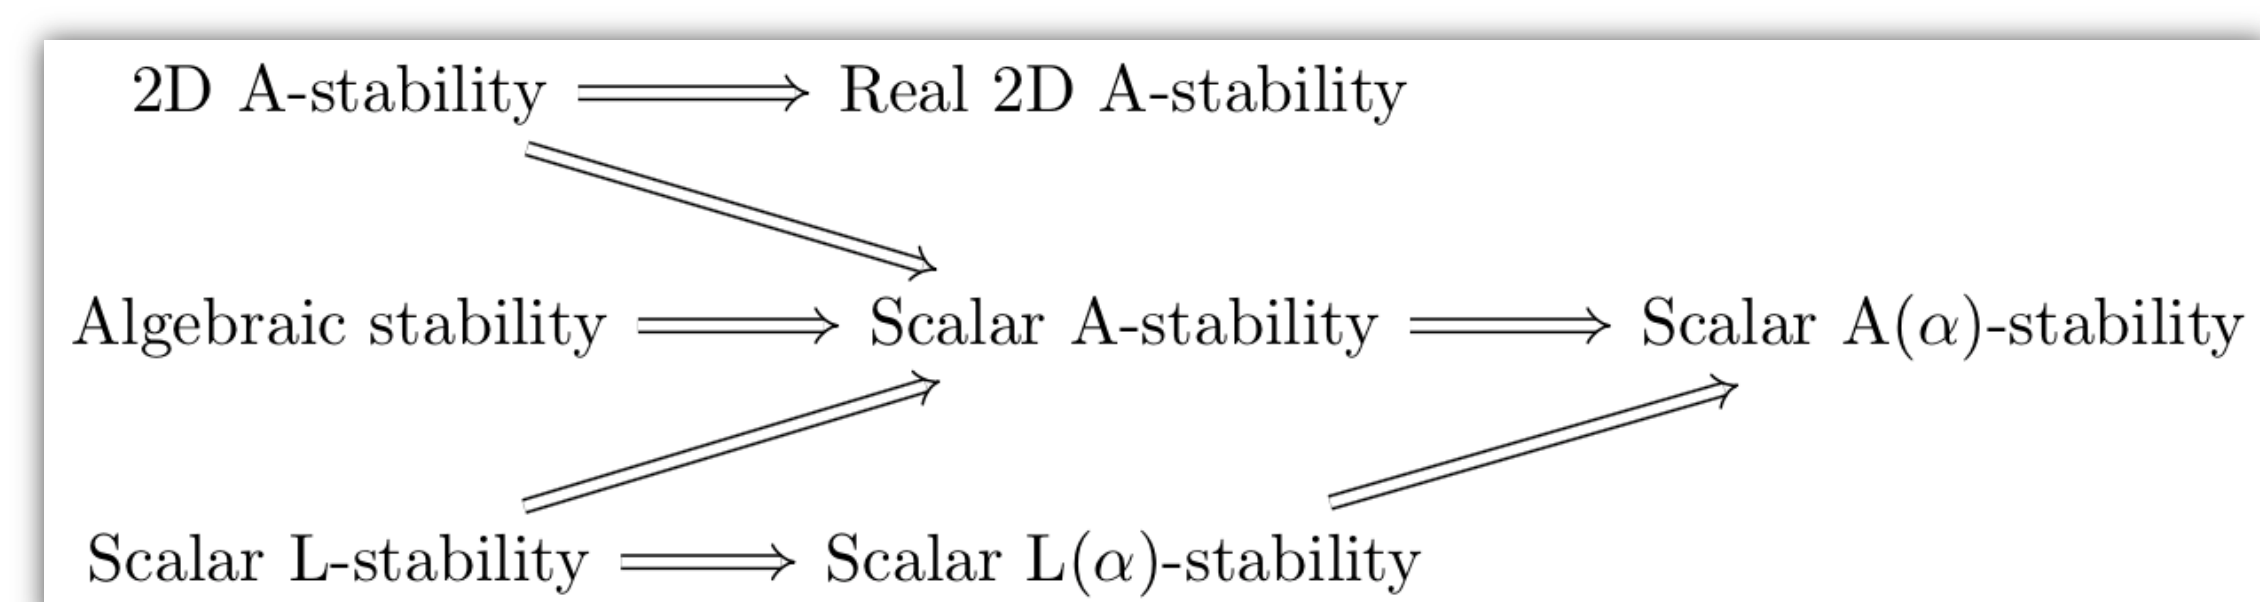 2D A-stability ⟹ Real 2D A-stability
Algebraic stability ⟹ Scalar A-stability ⟹ Scalar A(α)-stability
Scalar L-stability ⟹ Scalar L(α)-stability